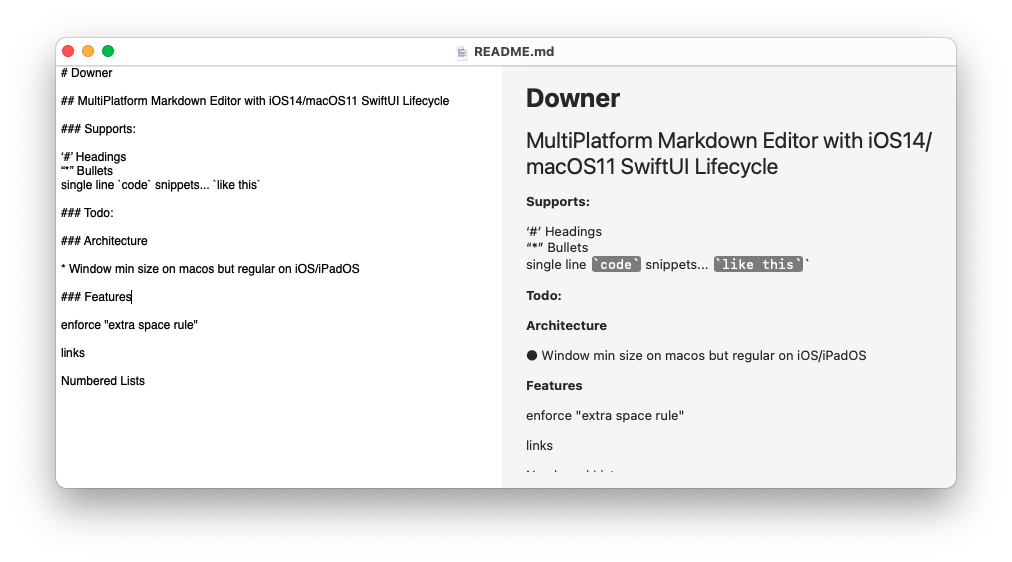 README.md
# Downer
## MultiPlatform Markdown Editor with iOS14/macOS11 SwiftUI Lifecycle
### Supports:
‘#’ Headings
“*” Bullets
single line `code` snippets... `like this`
### Todo:
### Architecture
* Window min size on macos but regular on iOS/iPadOS
### Features
enforce "extra space rule"
links
Numbered Lists
Downer
MultiPlatform Markdown Editor with iOS14/
macOS11 SwiftUI Lifecycle
Supports:
‘#’ Headings
“*” Bullets
single line `code` snippets... `like this``
Todo:
Architecture
● Window min size on macos but regular on iOS/iPadOS
Features
enforce "extra space rule"
links